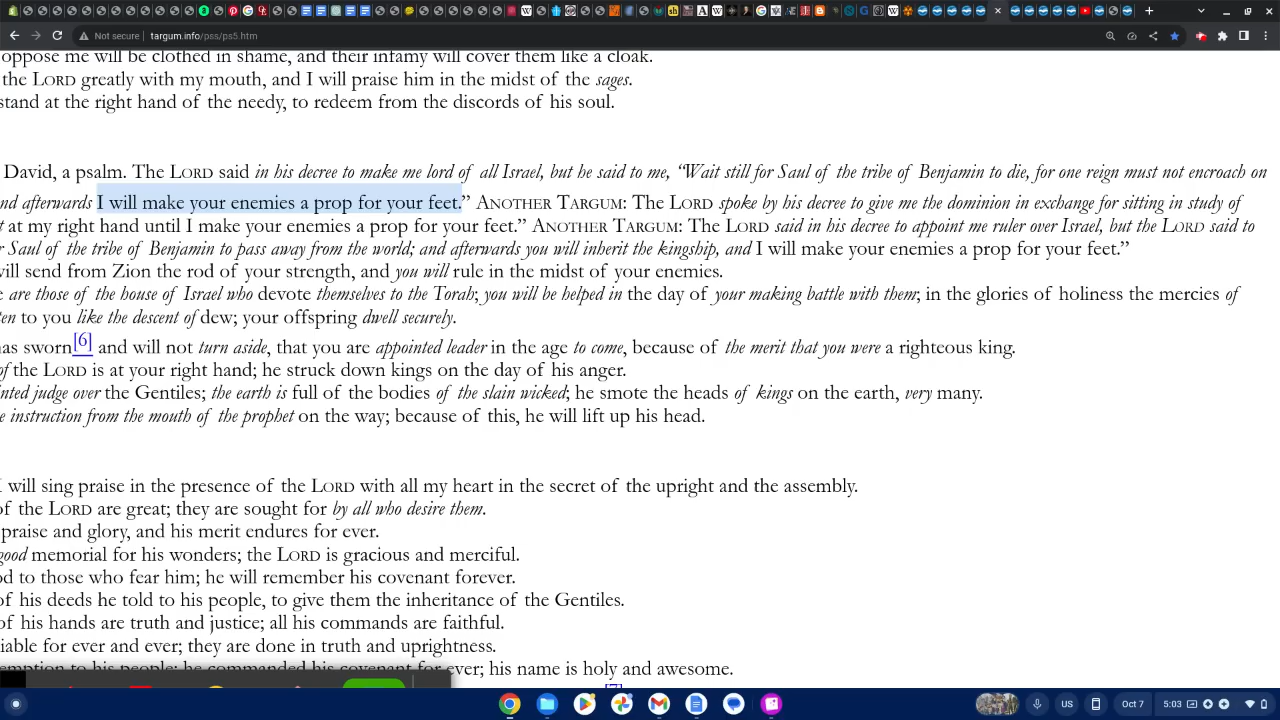 Not secure | targum.info/pss/ps5.htm
oppose me will be clothed in shame, and their infamy will cover them like a cloak.
the LORD greatly with my mouth, and I will praise him in the midst of the sages.
stand at the right hand of the needy, to redeem from the discords of his soul.
David, a psalm. The LORD said in his decree to make me lord of all Israel, but he said to me, “Wait still for Saul of the tribe of Benjamin to die, for one reign must not encroach on
nd afterwards I will make your enemies a prop for your feet.” ANOTHER TARGUM: The LORD spoke by his decree to give me the dominion in exchange for sitting in study of
t at my right hand until I make your enemies a prop for your feet.” ANOTHER TARGUM: The LORD said in his decree to appoint me ruler over Israel, but the LORD said to
r Saul of the tribe of Benjamin to pass away from the world; and afterwards you will inherit the kingship, and I will make your enemies a prop for your feet.”
will send from Zion the rod of your strength, and you will rule in the midst of your enemies.
e are those of the house of Israel who devote themselves to the Torah; you will be helped in the day of your making battle with them; in the glories of holiness the mercies of
ten to you like the descent of dew; your offspring dwell securely.
has sworn[6] and will not turn aside, that you are appointed leader in the age to come, because of the merit that you were a righteous king.
of the LORD is at your right hand; he struck down kings on the day of his anger.
inted judge over the Gentiles; the earth is full of the bodies of the slain wicked; he smote the heads of kings on the earth, very many.
e instruction from the mouth of the prophet on the way; because of this, he will lift up his head.
I will sing praise in the presence of the LORD with all my heart in the secret of the upright and the assembly.
of the LORD are great; they are sought for by all who desire them.
praise and glory, and his merit endures for ever.
good memorial for his wonders; the LORD is gracious and merciful.
od to those who fear him; he will remember his covenant forever.
of his deeds he told to his people, to give them the inheritance of the Gentiles.
of his hands are truth and justice; all his commands are faithful.
iable for ever and ever; they are done in truth and uprightness.
emption to his people; he commanded his covenant for ever; his name is holy and awesome.
[7]
US
Oct 7
5:03